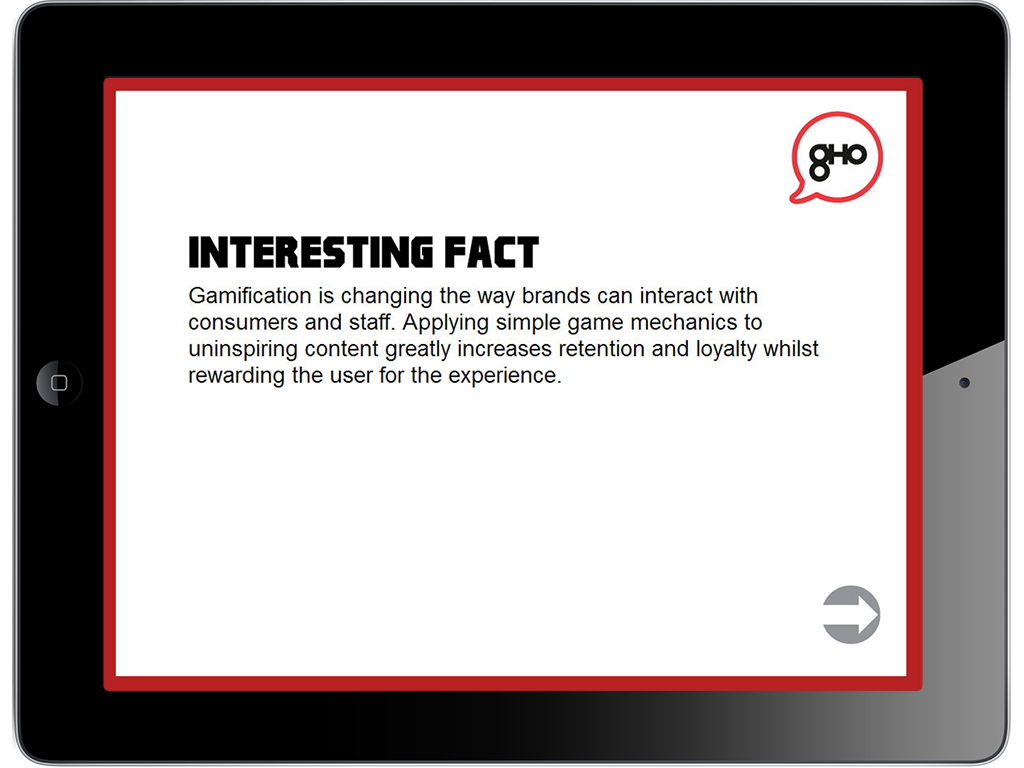 gHo
INTERESTING FACT
Gamification is changing the way brands can interact with
consumers and staff. Applying simple game mechanics to
uninspiring content greatly increases retention and loyalty whilst
rewarding the user for the experience.